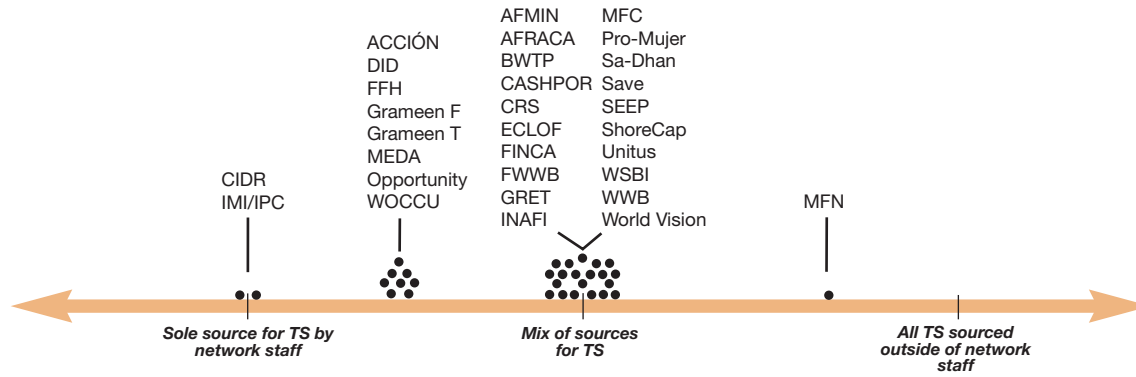 ACCIÓN
DID
FFH
Grameen F
Grameen T
MEDA
Opportunity
WOCCU
CIDR
IMI/IPC
AFMIN
AFRACA
BWTP
CASHPOR
CRS
ECLOF
FINCA
FWWB
GRET
INAFI
MFC
Pro-Mujer
Sa-Dhan
Save
SEEP
ShoreCap
Unitus
WSBI
WWB
World Vision
MFN
Sole source for TS by
network staff
Mix of sources
for TS
All TS sourced
outside of network
staff